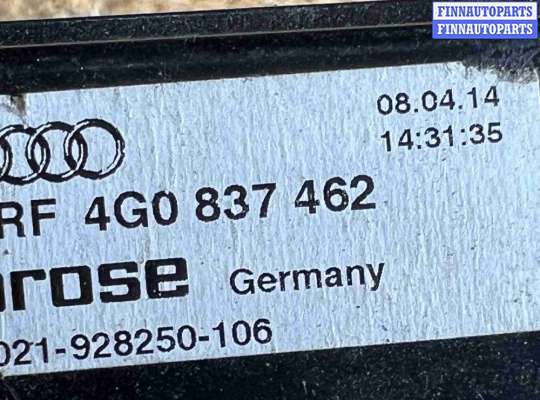 FINNAUTOPARTS
FINNAUTOPARTS
08.04.14
14:31:35
RF 4G0 837 462
rose Germany
021-928250-106